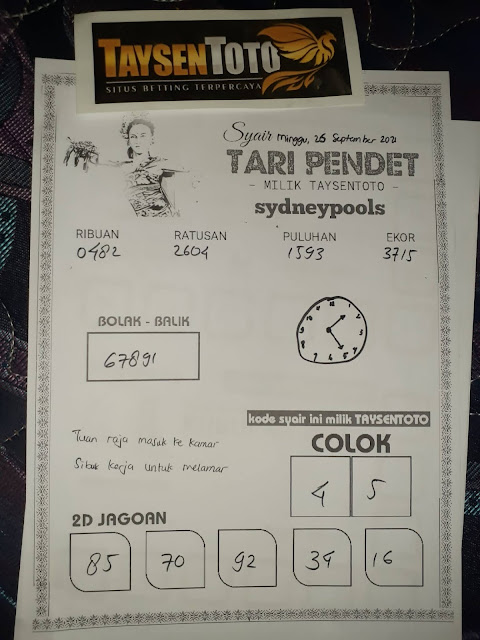 TAYSENTOTO
SITUS BETTING TERPERCAYA
Syair Minggu, 26 September 2021
TARI PENDET
- MILIK TAYSENTOTO -
sydneypools
RIBUAN RATUSAN PULUHAN EKOR
0482 2604 1593 3715
BOLAK - BALIK
67891
kode syair ini milik TAYSENTOTO
Tuan raja masuk ke kamar
Sibuk kerja untuk melamar
COLOK
4 5
2D JAGOAN
85 70 92 34 16